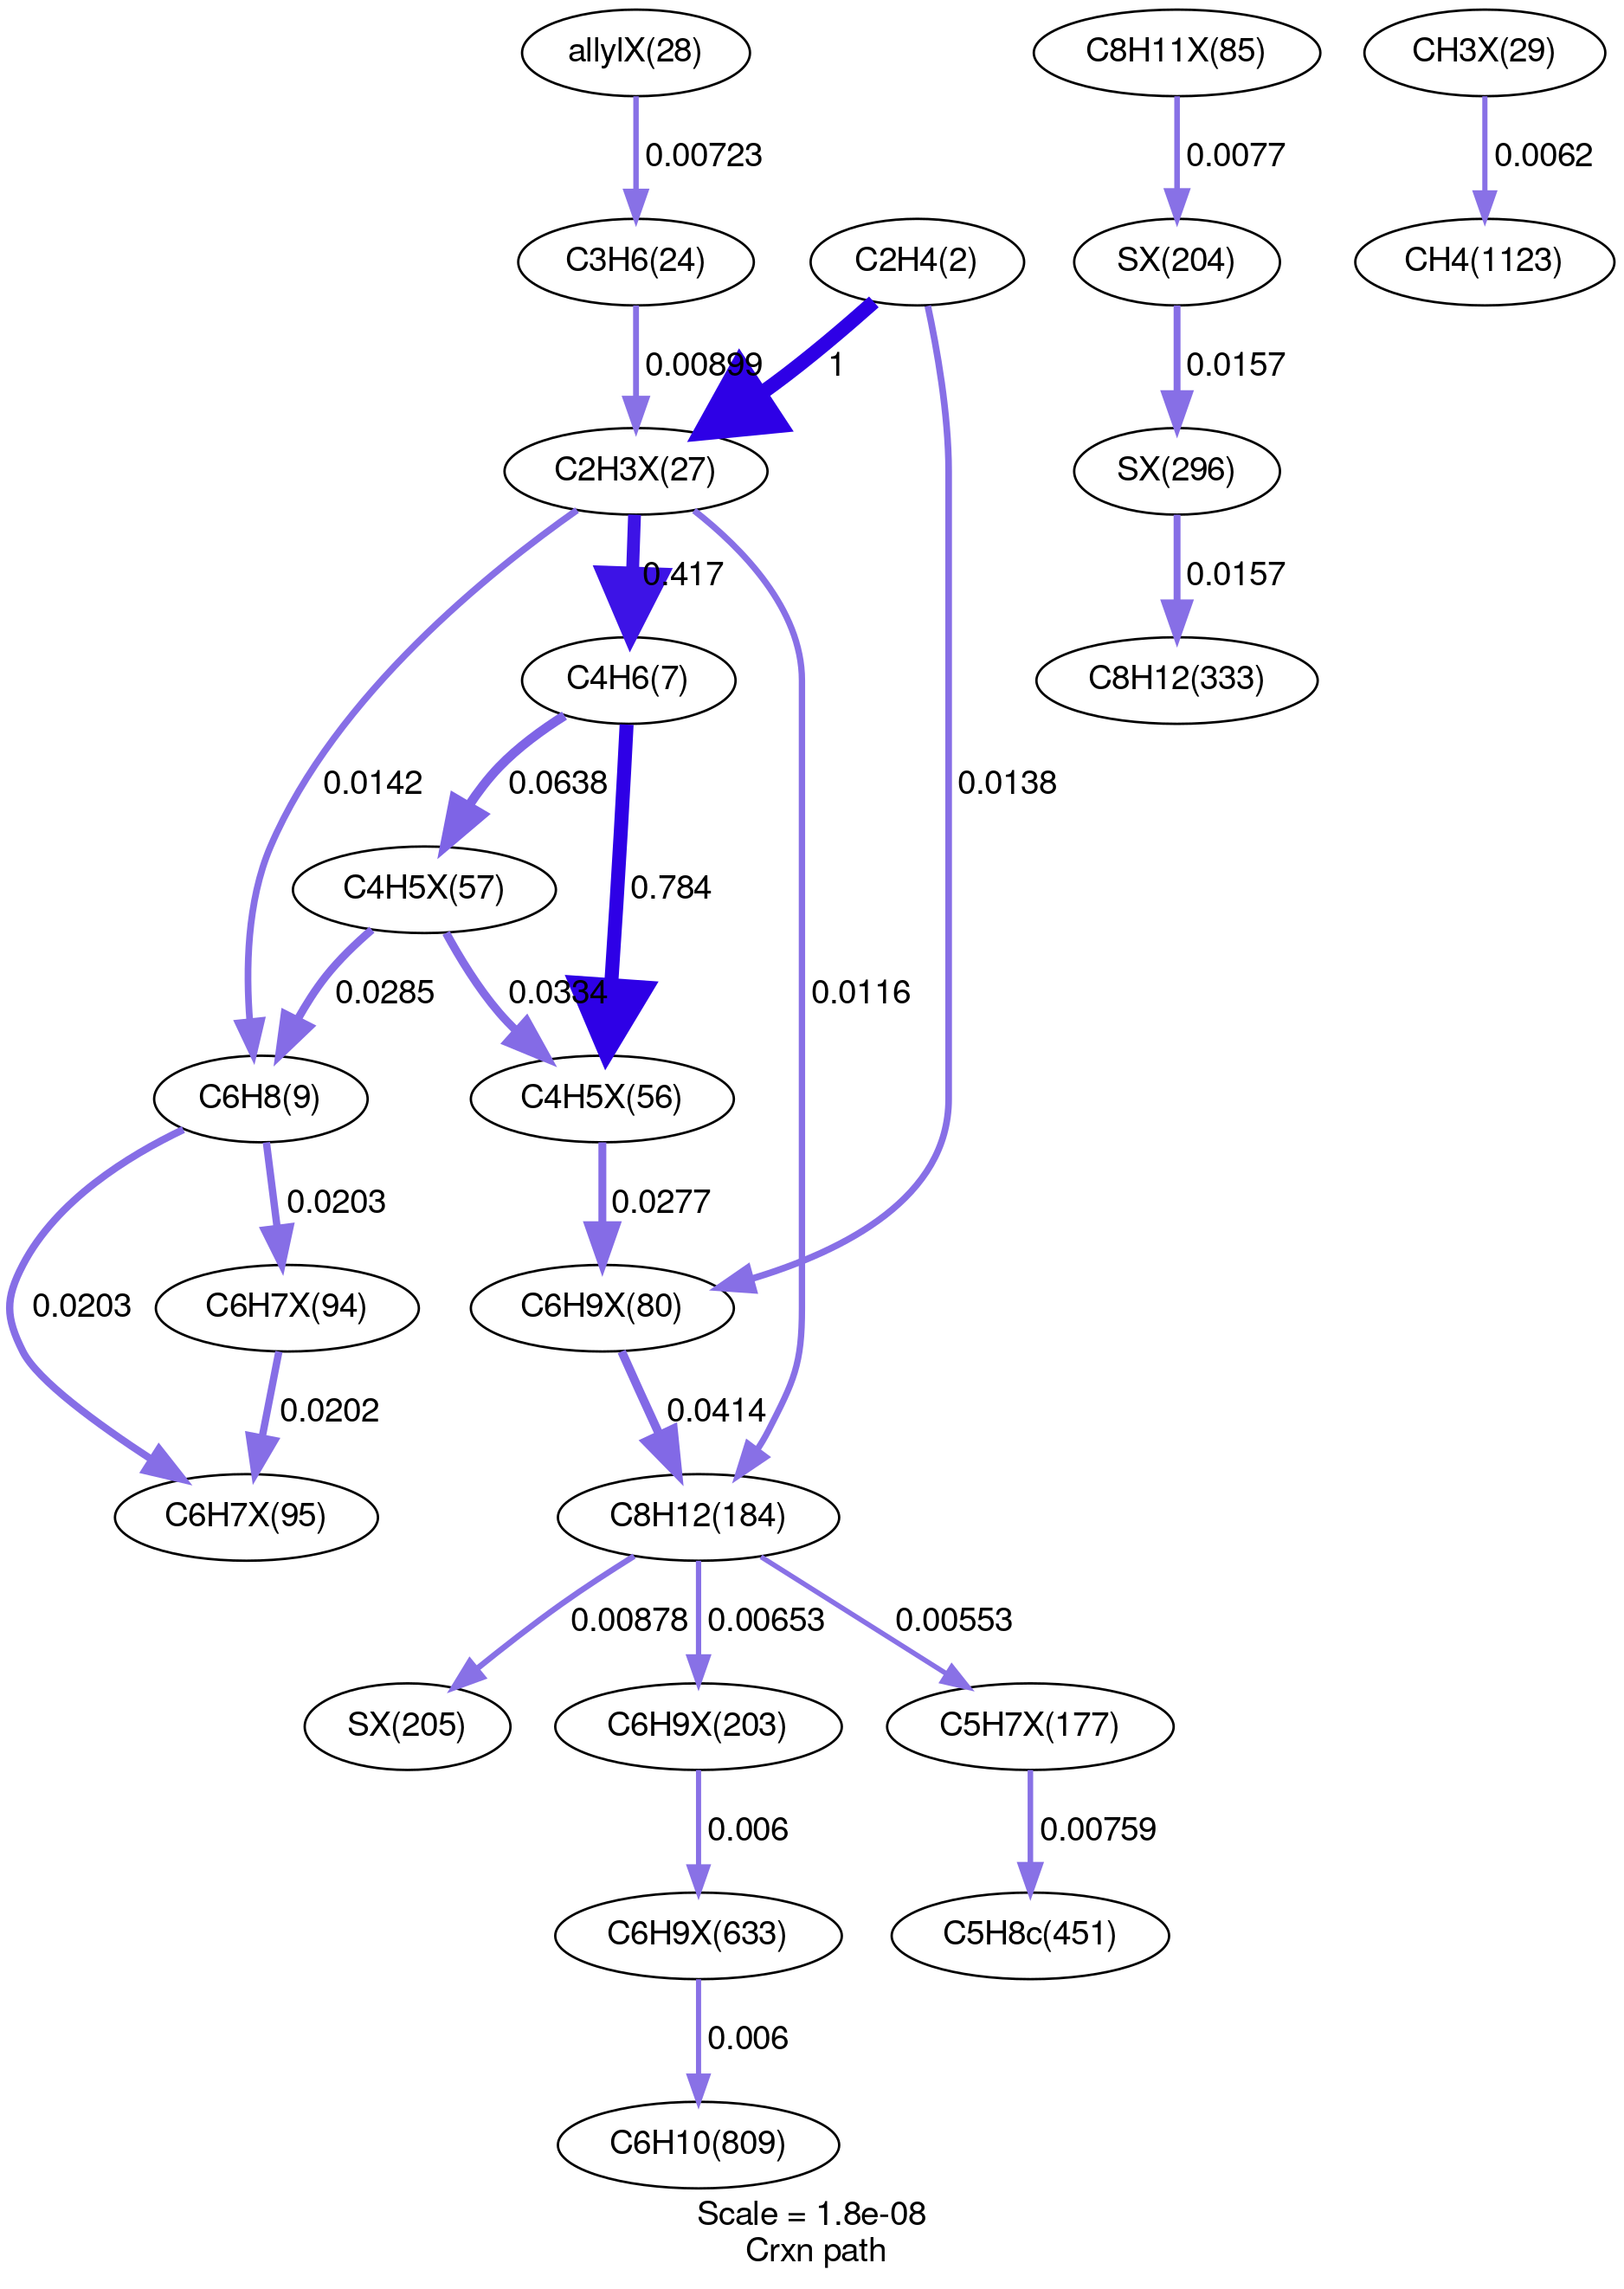 allylX(28)
C8H11X(85)
CH3X(29)
0.00723
0.0077
0.0062
C3H6(24)
C2H4(2)
SX(204)
CH4(1123)
0.00899
1
0.0157
C2H3X(27)
SX(296)
0.417
0.0157
C4H6(7)
C8H12(333)
0.0142
0.0638
0.0138
C4H5X(57)
0.784
0.0285
0.0334
0.0116
C6H8(9)
C4H5X(56)
0.0203
0.0277
0.0203
C6H7X(94)
C6H9X(80)
0.0202
0.0414
C6H7X(95)
C8H12(184)
0.00878
0.00653
0.00553
SX(205)
C6H9X(203)
C5H7X(177)
0.006
0.00759
C6H9X(633)
C5H8c(451)
0.006
C6H10(809)
Scale = 1.8e-08
Crxn path